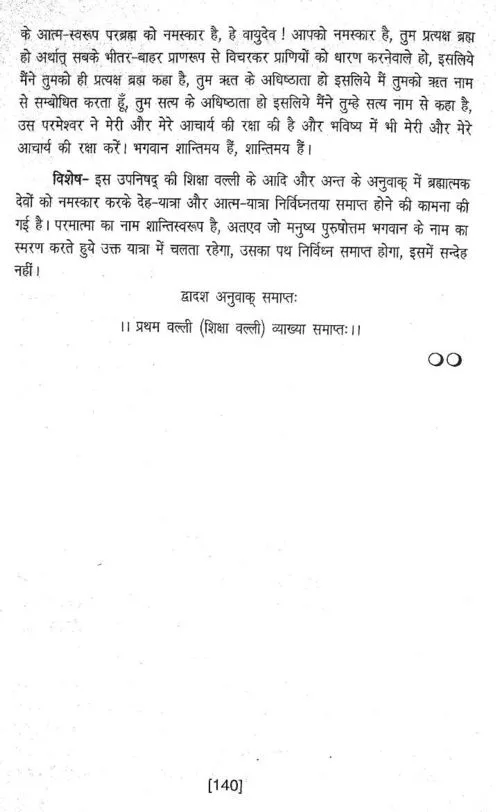 के आत्म-स्वरूप परब्रह्म को नमस्कार है, हे वायुदेव ! आपको नमस्कार है, तुम प्रत्यक्ष ब्रह्म
हो अर्थात् सबके भीतर-बाहर प्राणरूप से विचरकर प्राणियों को धारण करनेवाले हो, इसलिये
मैंने तुमको ही प्रत्यक्ष ब्रह्म कहा है, तुम ऋत के अधिष्ठाता हो इसलिये मैं तुमको ऋत नाम
से सम्बोधित करता हूँ, तुम सत्य के अधिष्ठाता हो इसलिये मैंने तुम्हे सत्य नाम से कहा है,
उस परमेश्वर ने मेरी और मेरे आचार्य की रक्षा की है और भविष्य में भी मेरी और मेरे
आचार्य की रक्षा करें। भगवान शान्तिमय हैं, शान्तिमय हैं।
विशेष- इस उपनिषद् की शिक्षा वल्ली के आदि और अन्त के अनुवाक् में ब्रह्मात्मक
देवों को नमस्कार करके देह-यात्रा और आत्म-यात्रा निर्विघ्नतया समाप्त होने की कामना की
गई है। परमात्मा का नाम शान्तिस्वरूप है, अतएव जो मनुष्य पुरुषोत्तम भगवान के नाम का
स्मरण करते हुये उक्त यात्रा में चलता रहेगा, उसका पथ निर्विघ्न समाप्त होगा, इसमें सन्देह
नहीं।
द्वादश अनुवाक् समाप्तः
।। प्रथम वल्ली (शिक्षा वल्ली) व्याख्या समाप्तः।।
[140]